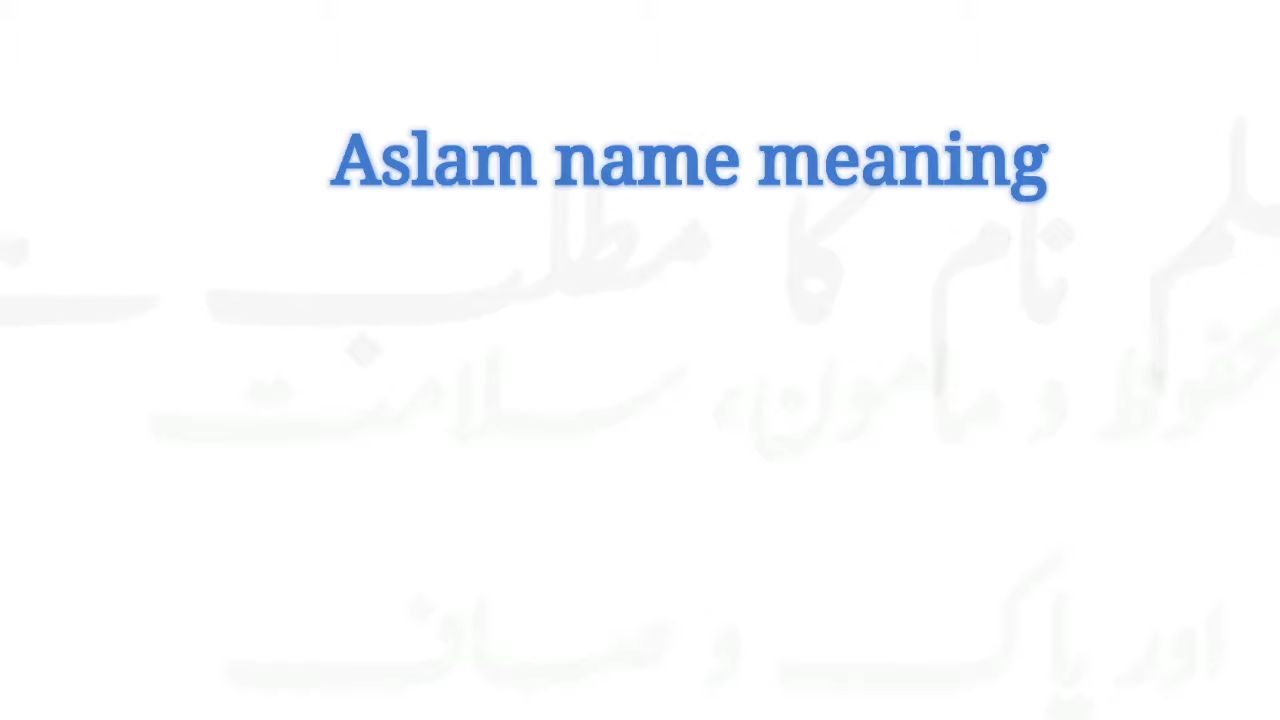 Aslam name meaning
نام کا مطلب
محفوظ و مامون، سلامت
اور پاک و صاف